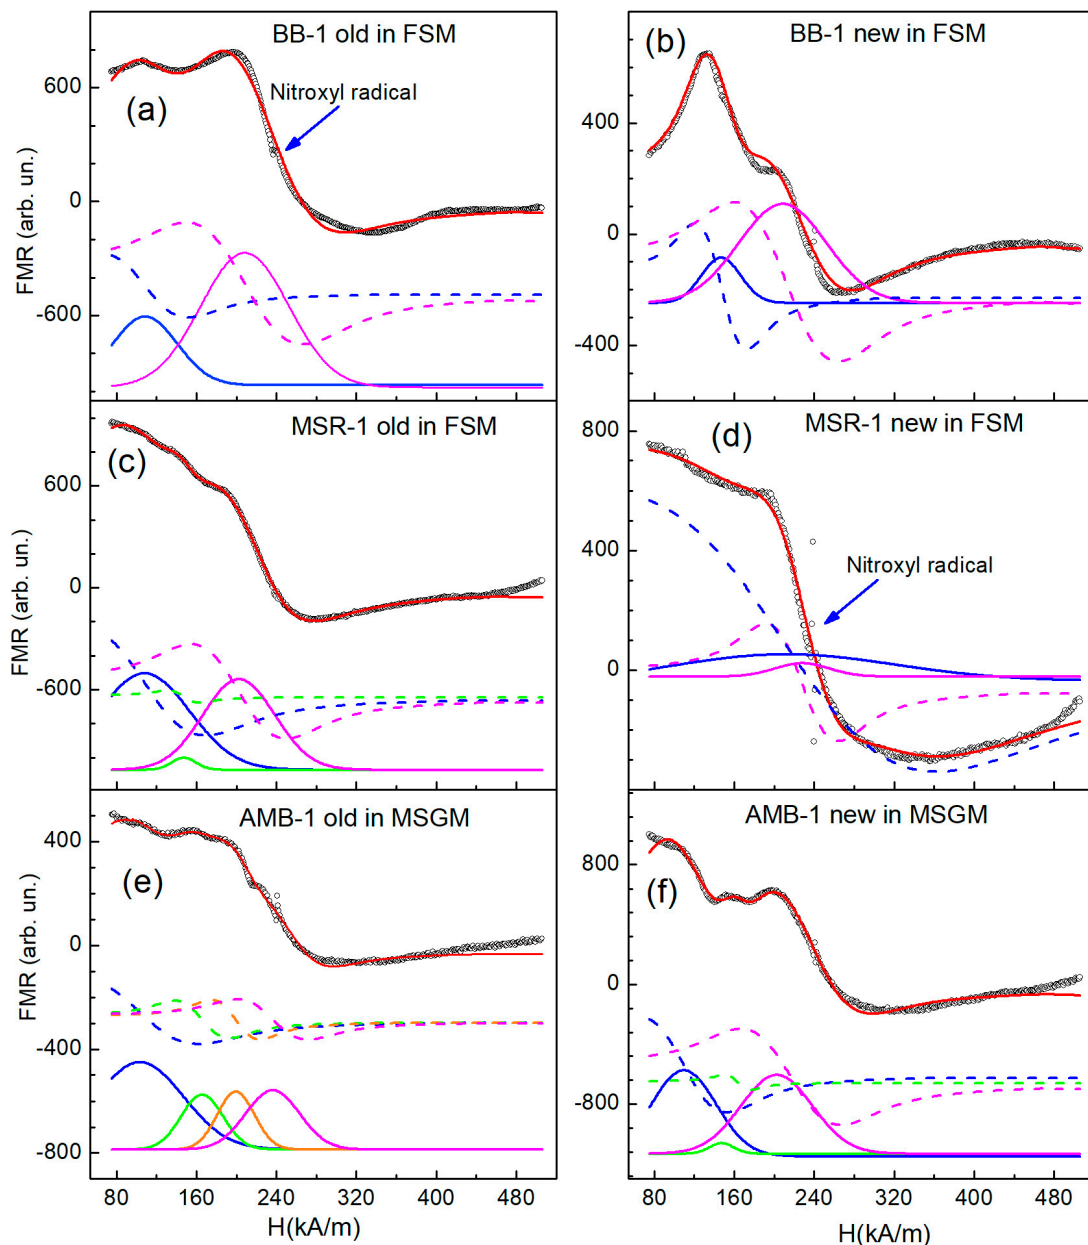 BB-1 old in FSM
(a)
Nitroxyl radical
600
0
-600
FMR (arb. un.)
BB-1 new in FSM
(b)
400
0
-400
MSR-1 old in FSM
(c)
600
0
-600
FMR (arb. un.)
MSR-1 new in FSM
(d)
Nitroxyl radical
800
400
0
AMB-1 old in MSGM
(e)
400
0
-400
-800
FMR (arb. un.)
80 160 240 320 400 480
H(kA/m)
AMB-1 new in MSGM
(f)
800
0
-800
80 160 240 320 400 480
H(kA/m)